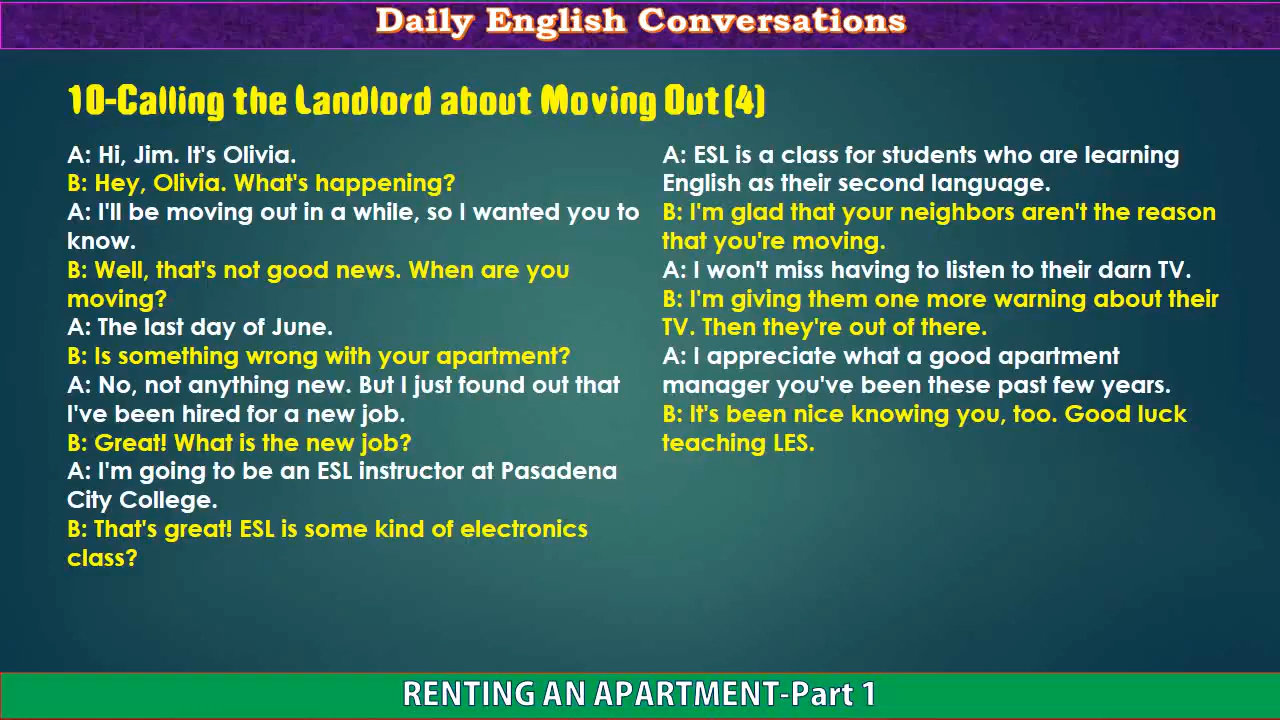 Daily English Conversations
10-Calling the Landlord about Moving Out(4)
A: Hi, Jim. It's Olivia.
B: Hey, Olivia. What's happening?
A: I'll be moving out in a while, so I wanted you to
know.
B: Well, that's not good news. When are you
moving?
A: The last day of June.
B: Is something wrong with your apartment?
A: No, not anything new. But I just found out that
I've been hired for a new job.
B: Great! What is the new job?
A: I'm going to be an ESL instructor at Pasadena
City College.
B: That's great! ESL is some kind of electronics
class?
A: ESL is a class for students who are learning
English as their second language.
B: I'm glad that your neighbors aren't the reason
that you're moving.
A: I won't miss having to listen to their darn TV.
B: I'm giving them one more warning about their
TV. Then they're out of there.
A: I appreciate what a good apartment
manager you've been these past few years.
B: It's been nice knowing you, too. Good luck
teaching LES.
RENTING AN APARTMENT-Part 1